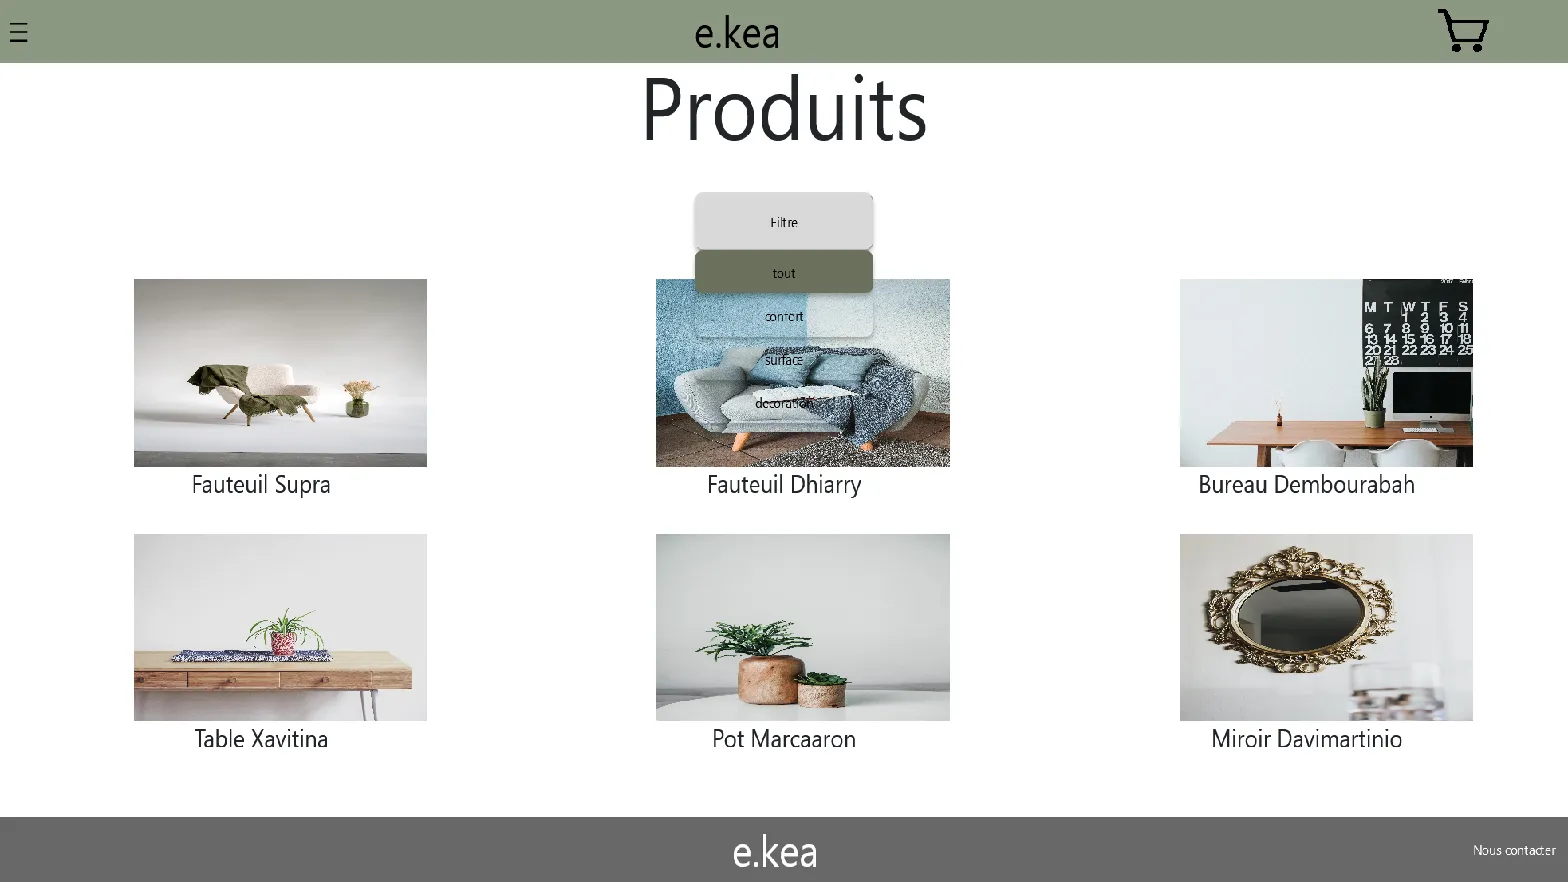 e.kea
Produits
Filtre
tout
confort
surface
decoration
M T W T F S
1 2 3 4
6 7 8 9 10 11
13 14 15 16 17 18
20 21 22 23 24 25
27 28
Fauteuil Supra
Fauteuil Dhiarry
Bureau Dembourabah
Table Xavitina
Pot Marcaaron
Miroir Davimartinio
e.kea
Nous contacter